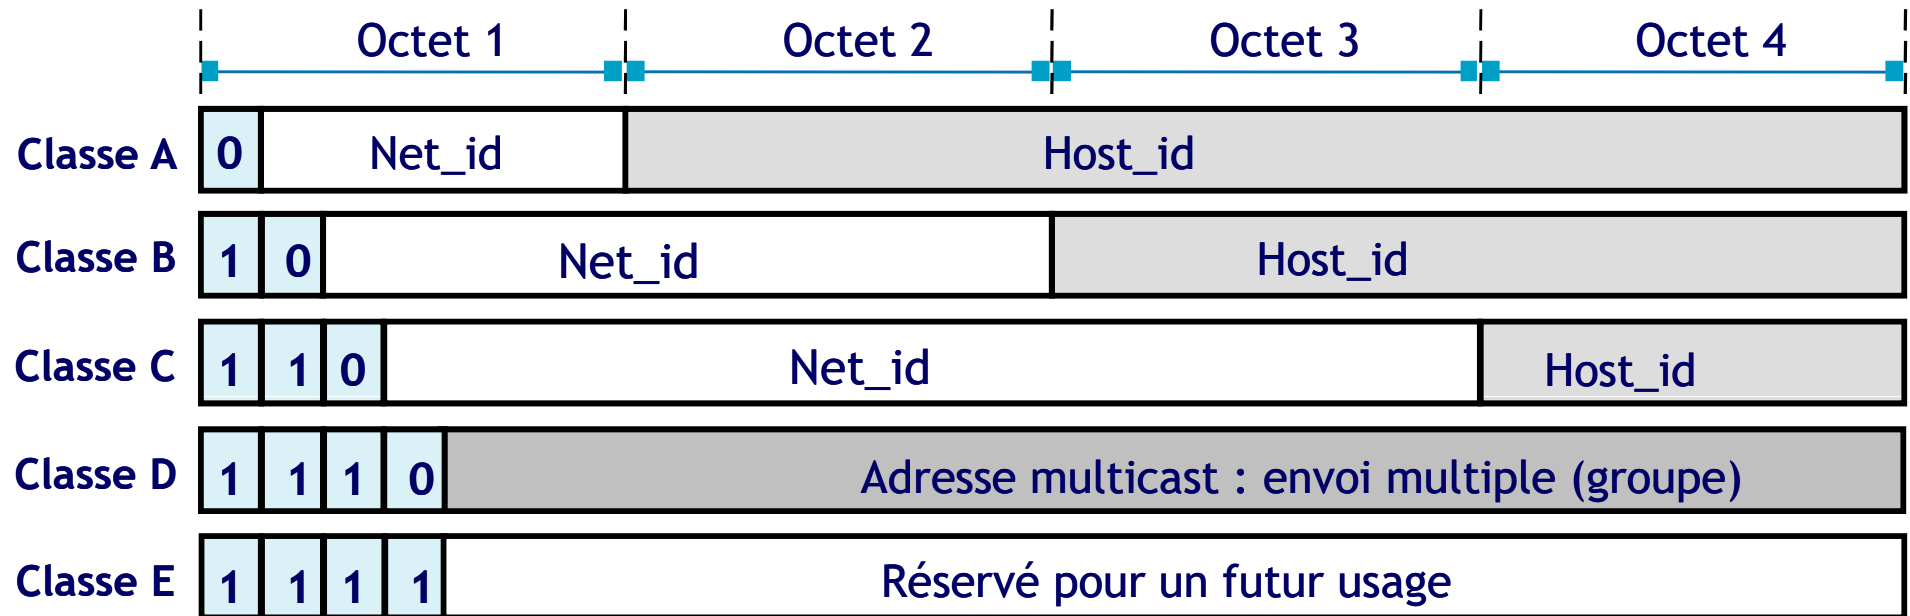 Octet 1 Octet 2 Octet 3 Octet 4
Classe A 0 Net_id Host_id
Classe B 1 0 Net_id Host_id
Classe C 1 1 0 Net_id Host_id
Classe D 1 1 1 0 Adresse multicast : envoi multiple (groupe)
Classe E 1 1 1 1 Réservé pour un futur usage